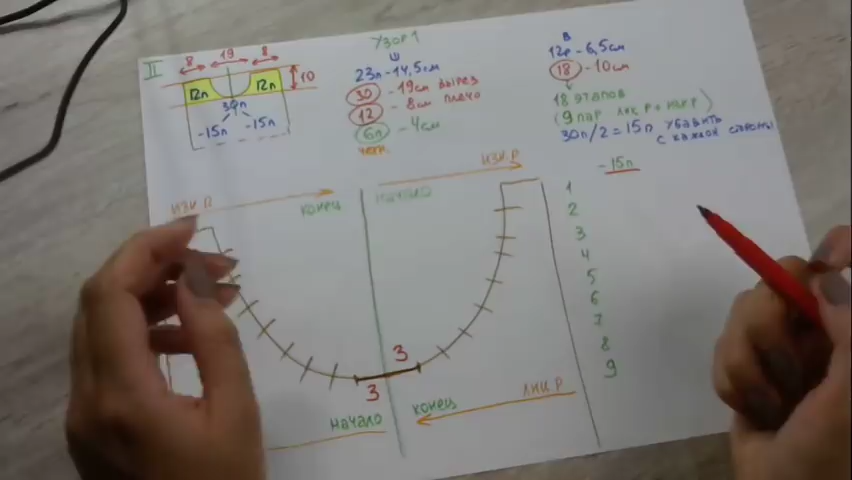 II
8 19 8
12п 12п 10
30п
-15п -15п
УЗОР 1
23п - 14,5см
30 - 19см вырез
12 - 8см плечо
6п - 4см
В
12р - 6,5см
18 - 10см
18 этапов
(9 пар лиц р + изн р)
30п/2 = 15п убавить
с каждой стороны
изн р
изн р
конец
начало
-15п
1
2
3
4
5
6
7
8
9
3
3
начало
конец
лиц р